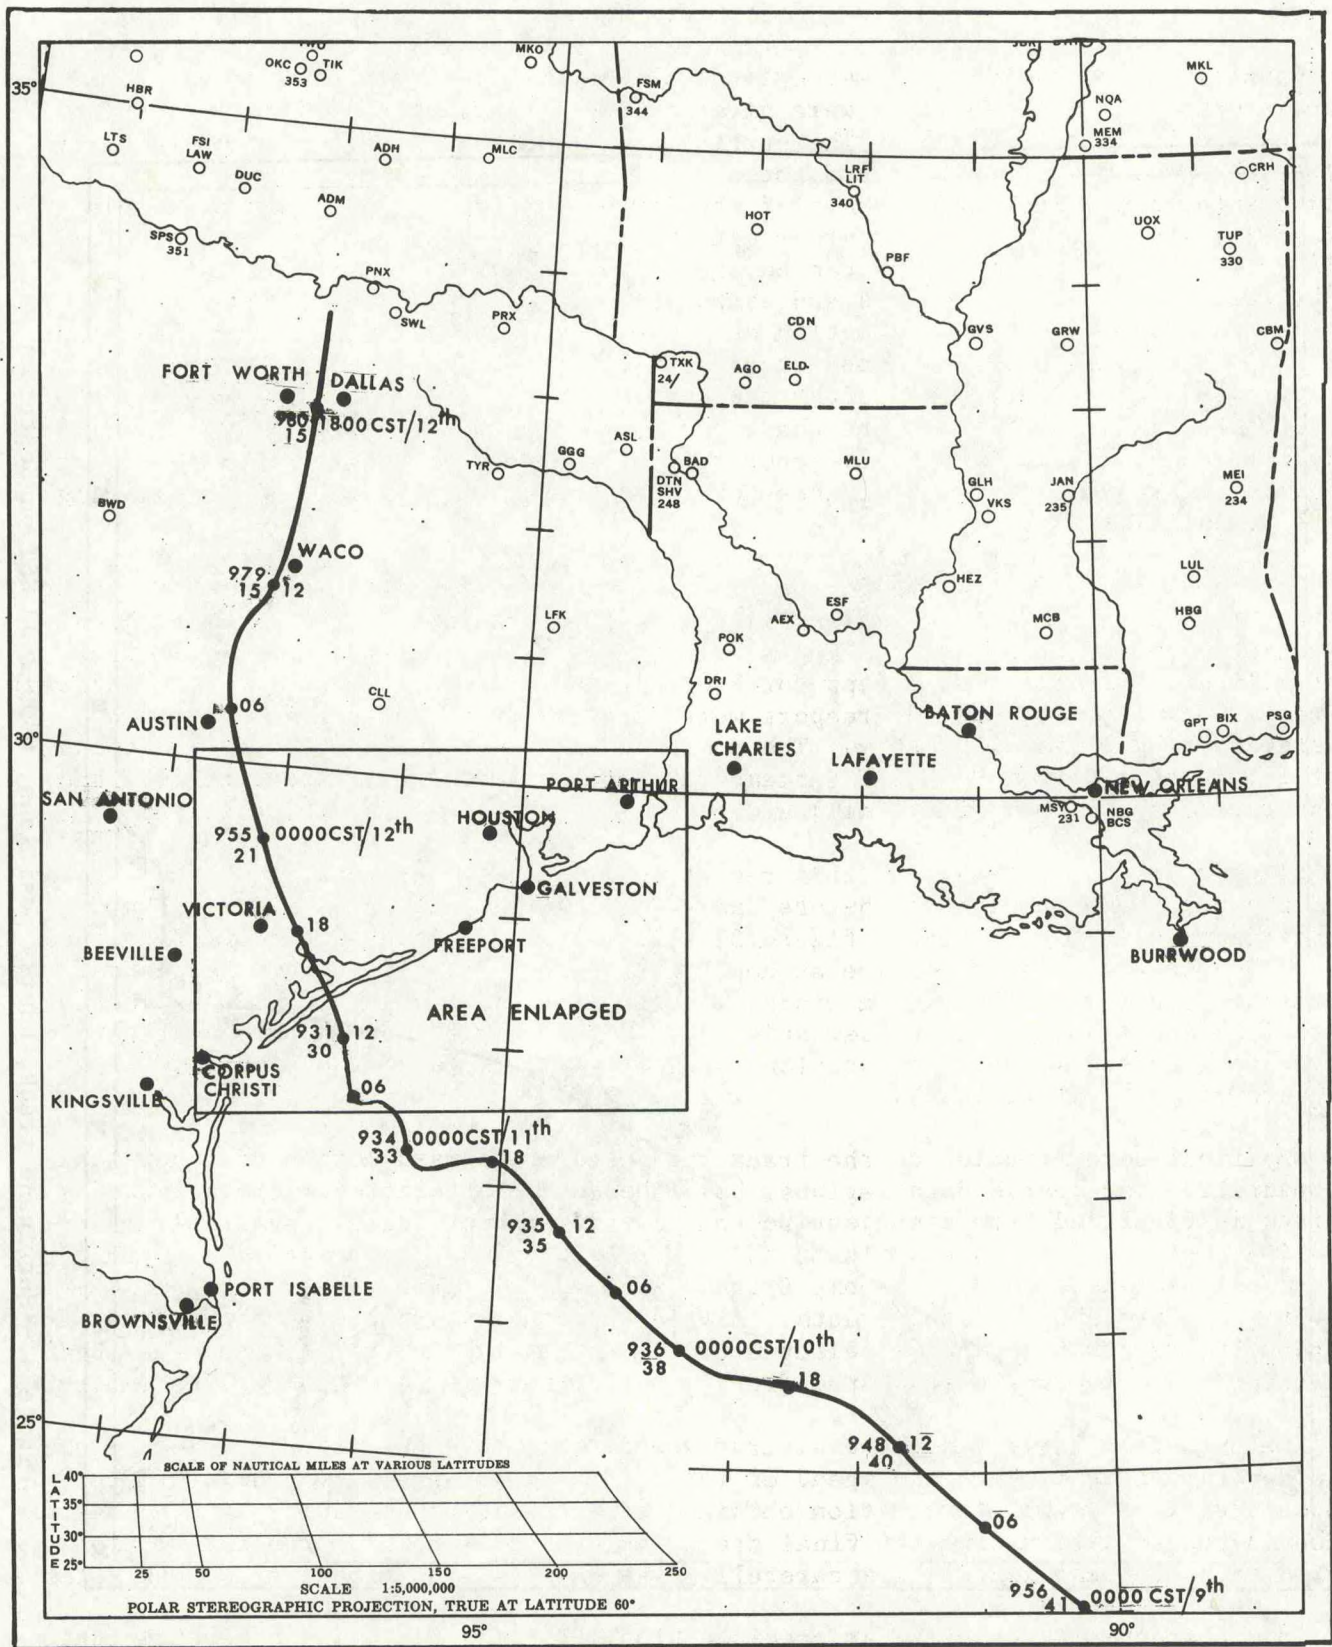 MKO
OKC
TIK
353
MKL
FSM
344
35°
HBR
NQA
MEM
334
LTS
FSI
LAW
ADH
MLC
CRH
DUC
LRF
LIT
340
ADM
HOT
UOX
TUP
330
SPS
351
PBF
PNX
SWL
PRX
CDN
GVS
GRW
CBM
TXK
24/
AGO
ELD
FORT WORTH
DALLAS
980
1800CST/12th
15
ASL
TYR
GGG
BAD
DTN
SHV
248
MLU
GLH
VKS
JAN
235
MEI
234
BWD
WACO
979
15
12
HEZ
LUL
LFK
ESF
AEX
MCB
HBG
POK
DRI
CLL
06
AUSTIN
BATON ROUGE
GPT
BIX
PSG
30°
LAKE
CHARLES
LAFAYETTE
SAN ANTONIO
PORT ARTHUR
NEW ORLEANS
MSY
231
NBG
BCS
HOUSTON
955
0000CST/12th
21
GALVESTON
VICTORIA
18
FREEPORT
BEEVILLE
BURRWOOD
AREA ENLAPGED
931
12
30
CORPUS
CHRISTI
06
KINGSVILLE
934
0000CST/11th
33
18
935
12
35
PORT ISABELLE
06
BROWNSVILLE
936
0000CST/10th
38
18
25°
948
12
40
SCALE OF NAUTICAL MILES AT VARIOUS LATITUDES
LATITUDE
40°
35°
30°
25°
06
25
50
100
150
200
250
SCALE 1:5,000,000
POLAR STEREOGRAPHIC PROJECTION, TRUE AT LATITUDE 60°
956
0000 CST/9th
41
95°
90°